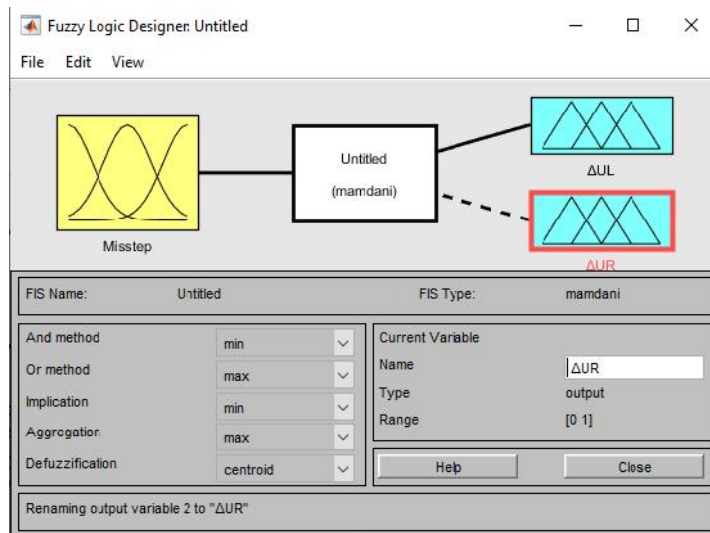 Fuzzy Logic Designer: Untitled
File Edit View
Untitled
(mamdani)
ΔUL
Misstep
ΔUR
FIS Name: Untitled FIS Type: mamdani
And method min
Or method max
Implication min
Aggregation max
Defuzzification centroid
Current Variable
Name ΔUR
Type output
Range [0 1]
Help Close
Renaming output variable 2 to "ΔUR"